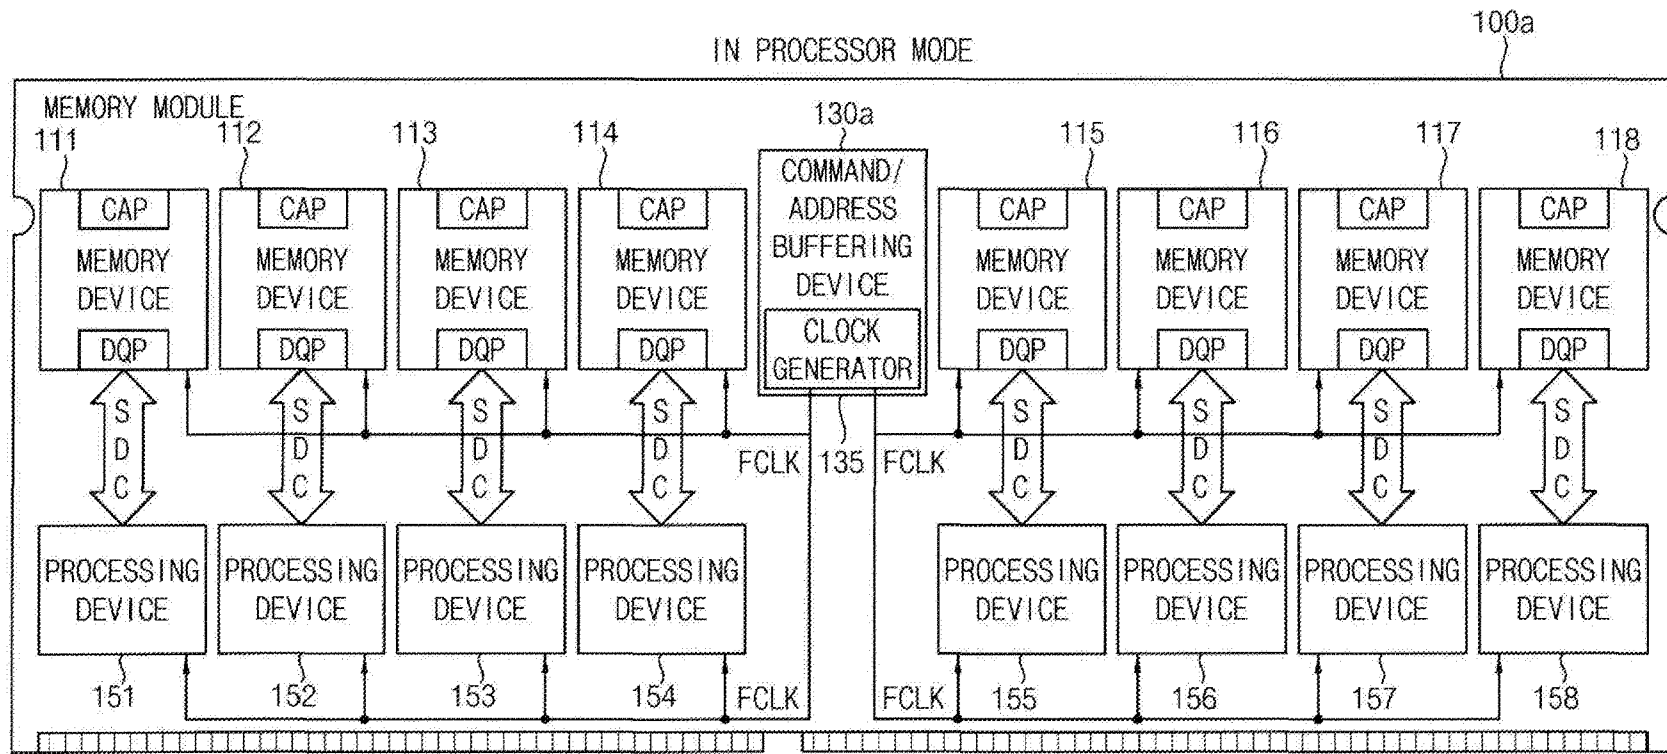 IN PROCESSOR MODE
100a
MEMORY MODULE
111 112 113 114 130a 115 116 117 118
COMMAND/
ADDRESS
BUFFERING
DEVICE
CAP CAP CAP CAP CAP CAP CAP CAP
MEMORY MEMORY MEMORY MEMORY MEMORY MEMORY MEMORY MEMORY
DEVICE DEVICE DEVICE DEVICE DEVICE DEVICE DEVICE DEVICE
CLOCK
GENERATOR
DQP DQP DQP DQP DQP DQP DQP DQP
S S S S S S S S
D D D D D D D D
C C C C C C C C
FCLK 135 FCLK
PROCESSING PROCESSING PROCESSING PROCESSING PROCESSING PROCESSING PROCESSING PROCESSING
DEVICE DEVICE DEVICE DEVICE DEVICE DEVICE DEVICE DEVICE
151 152 153 154 FCLK FCLK 155 156 157 158